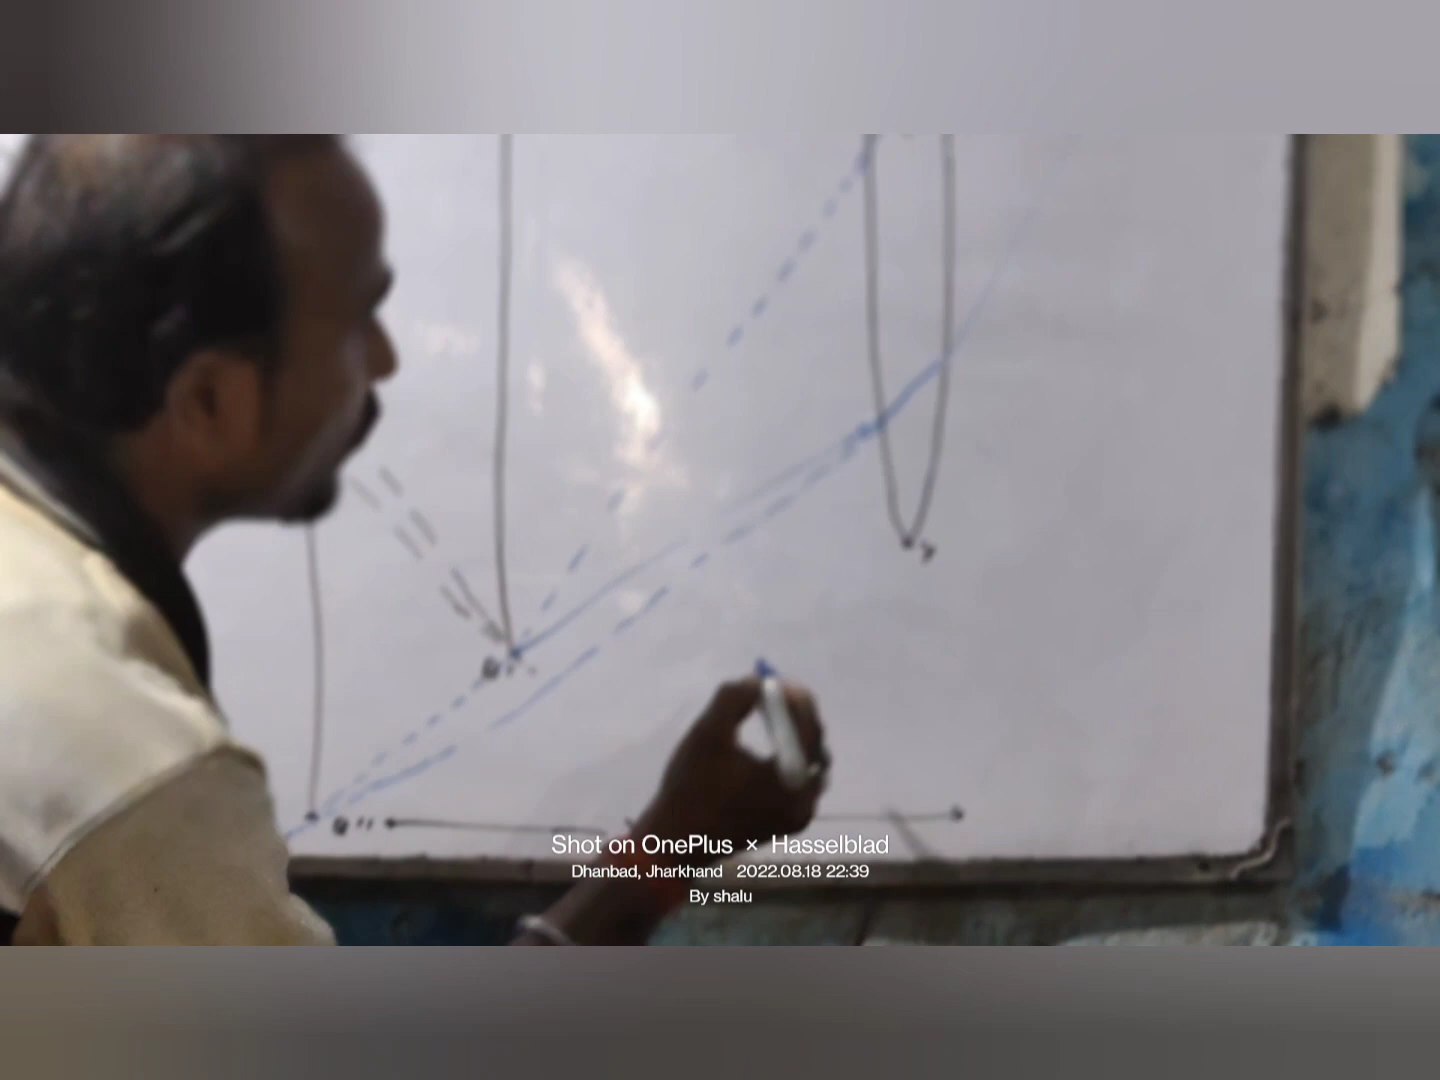 Shot on OnePlus × Hasselblad
Dhanbad, Jharkhand 2022.08.18 22:39
By shalu